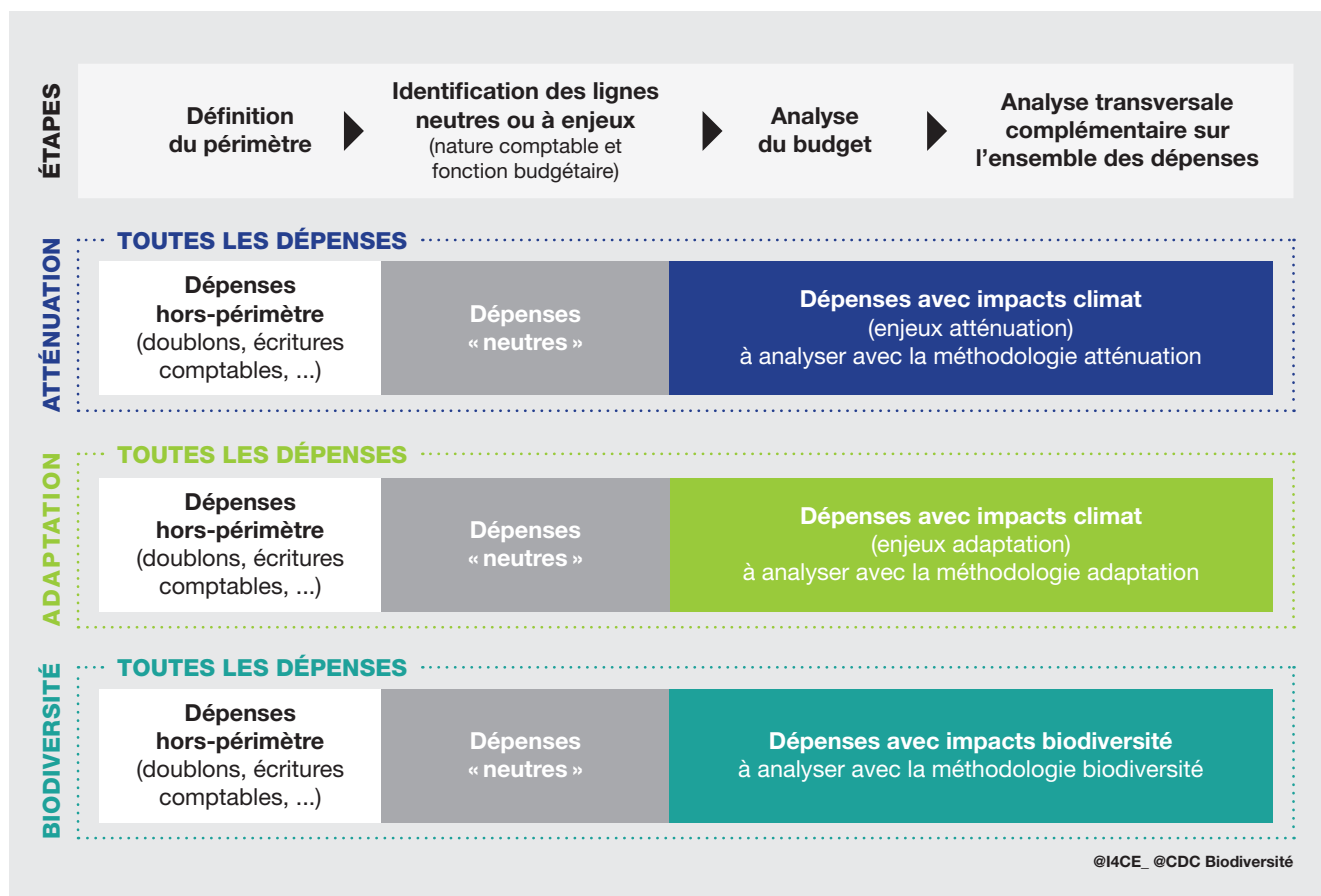 ÉTAPES
Définition
du périmètre
Identification des lignes
neutres ou à enjeux
(nature comptable et
fonction budgétaire)
Analyse
du budget
Analyse transversale
complémentaire sur
l'ensemble des dépenses
ATTÉNUATION
TOUTES LES DÉPENSES
Dépenses
hors-périmètre
(doublons, écritures
comptables, ...)
Dépenses
« neutres »
Dépenses avec impacts climat
(enjeux atténuation)
à analyser avec la méthodologie atténuation
ADAPTATION
TOUTES LES DÉPENSES
Dépenses
hors-périmètre
(doublons, écritures
comptables, ...)
Dépenses
« neutres »
Dépenses avec impacts climat
(enjeux adaptation)
à analyser avec la méthodologie adaptation
BIODIVERSITÉ
TOUTES LES DÉPENSES
Dépenses
hors-périmètre
(doublons, écritures
comptables, ...)
Dépenses
« neutres »
Dépenses avec impacts biodiversité
à analyser avec la méthodologie biodiversité
@I4CE_ @CDC Biodiversité